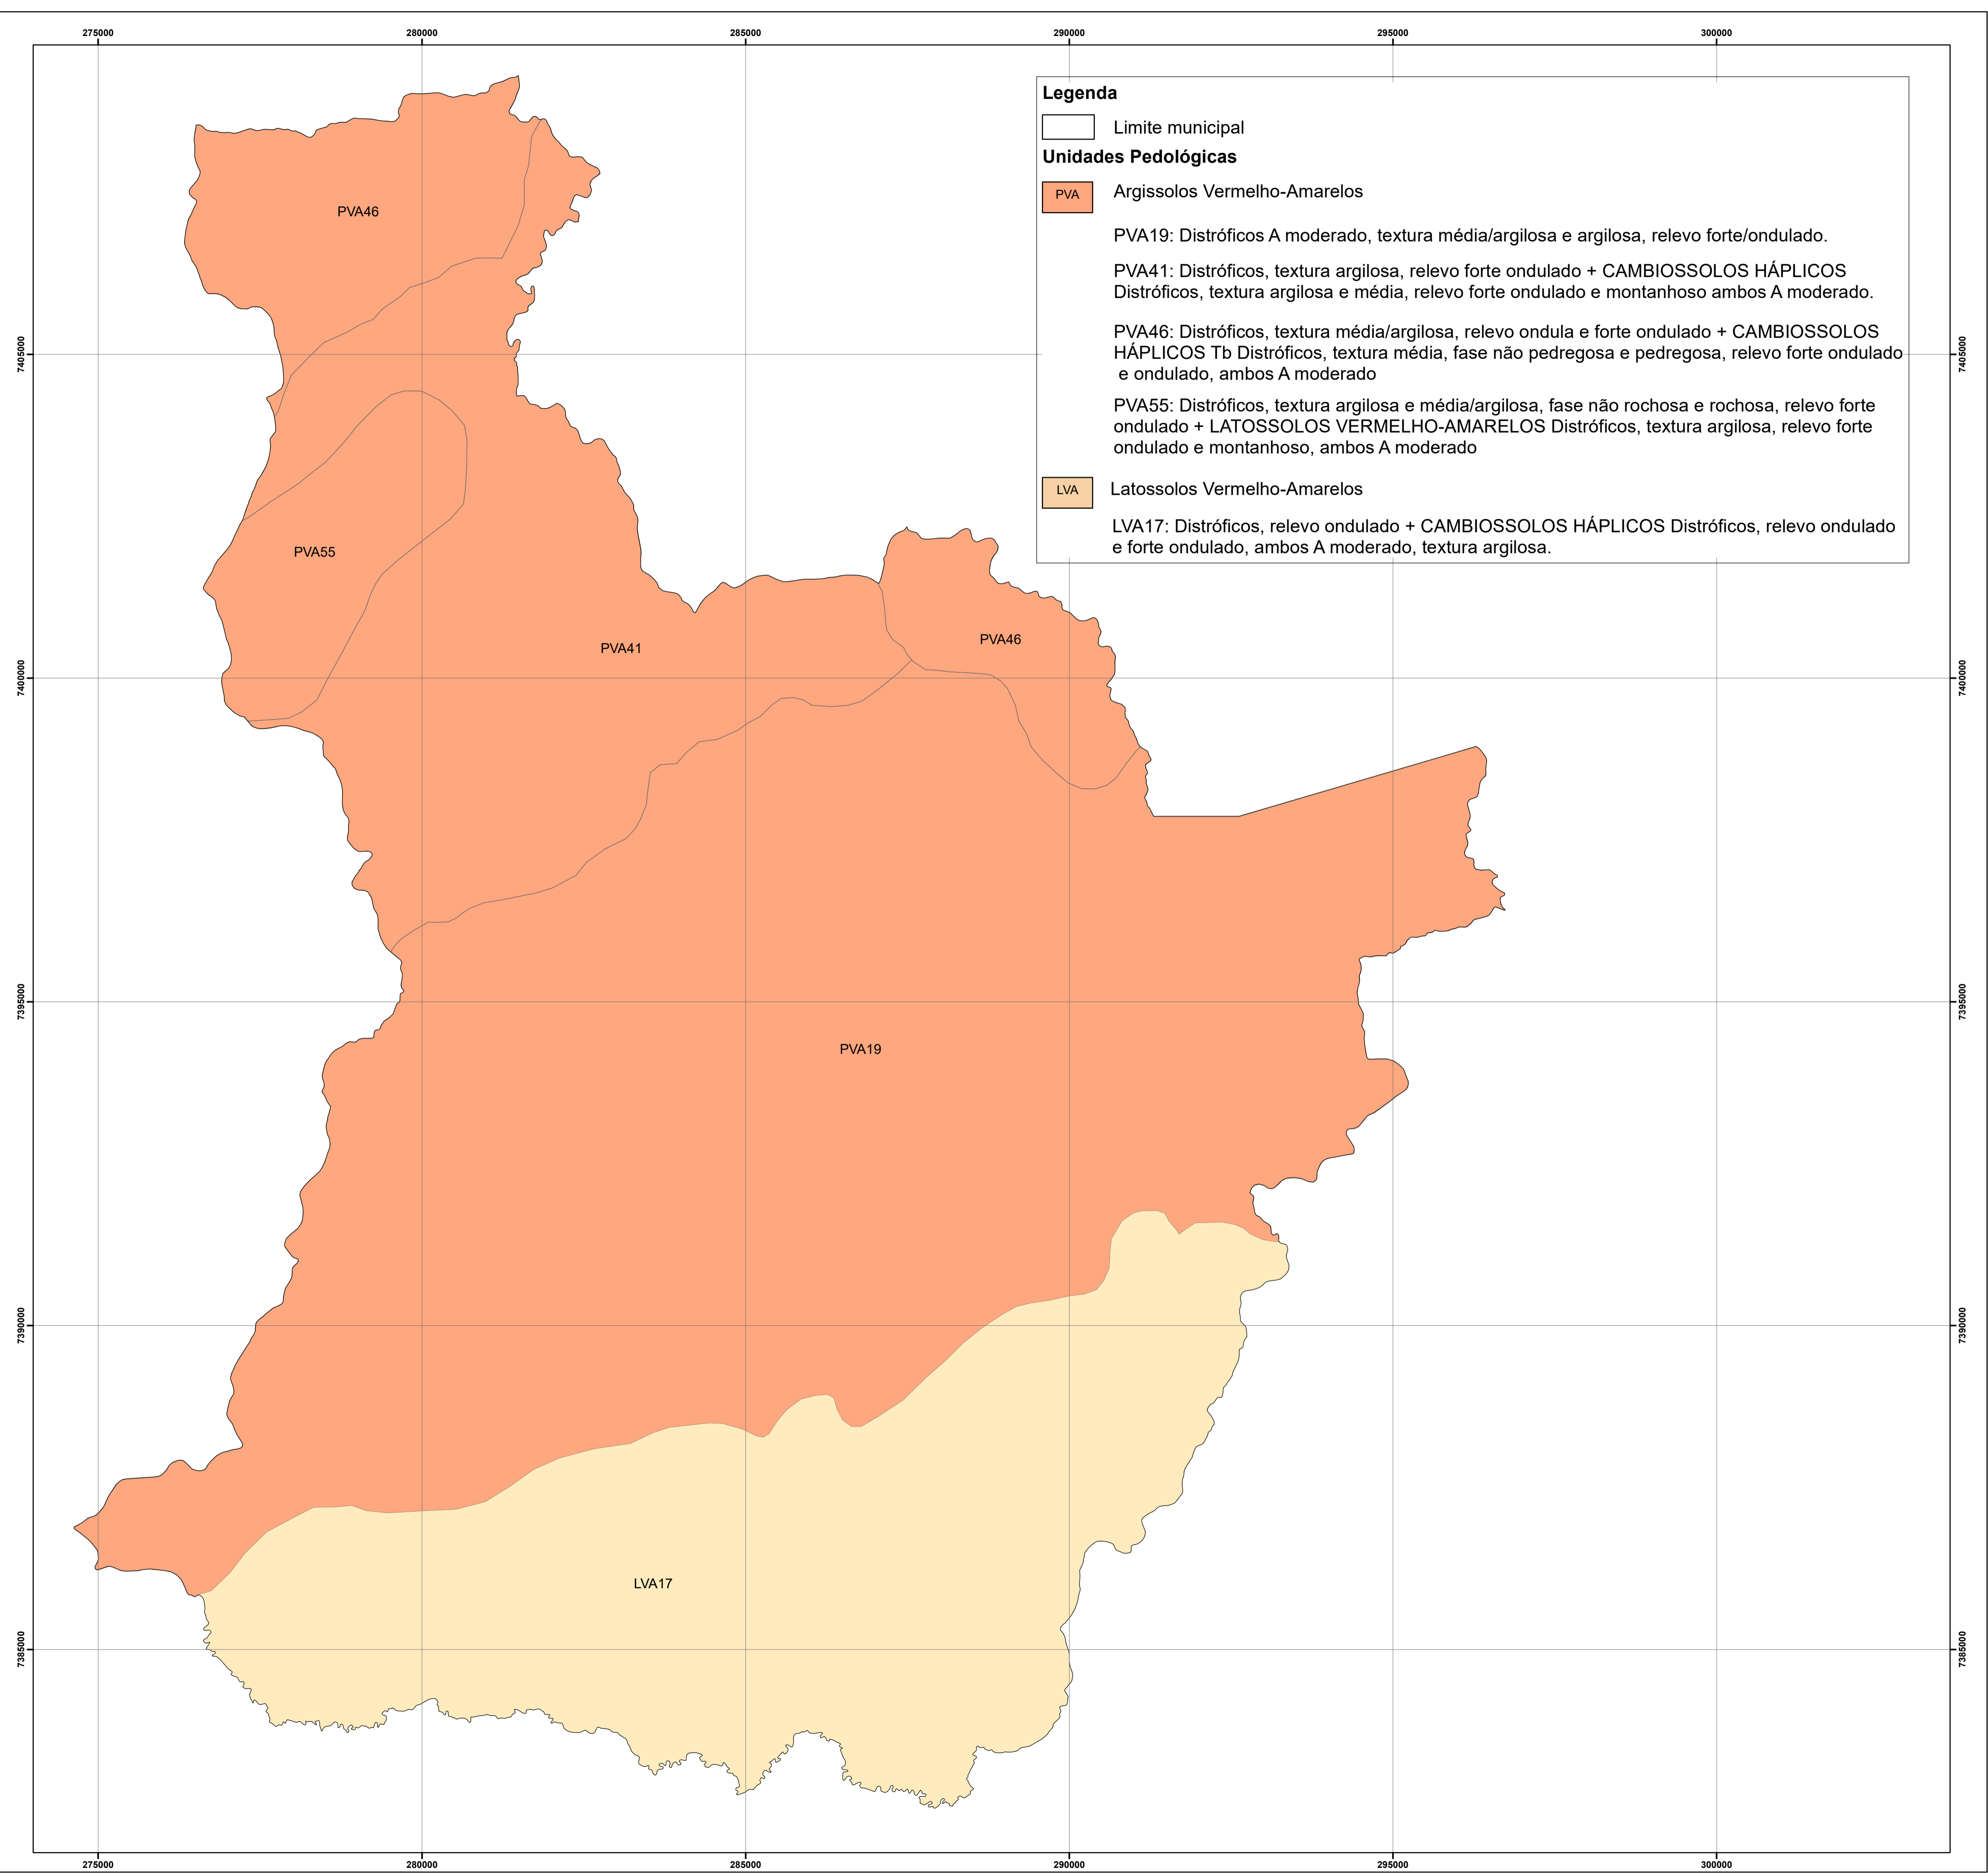 275000 280000 285000 290000 295000 300000
Legenda
Limite municipal
Unidades Pedológicas
PVA Argissolos Vermelho-Amarelos
PVA19: Distróficos A moderado, textura média/argilosa e argilosa, relevo forte/ondulado.
PVA41: Distróficos, textura argilosa, relevo forte ondulado + CAMBIOSSOLOS HÁPLICOS
Distróficos, textura argilosa e média, relevo forte ondulado e montanhoso ambos A moderado.
PVA46: Distróficos, textura média/argilosa, relevo ondula e forte ondulado + CAMBIOSSOLOS
HÁPLICOS Tb Distróficos, textura média, fase não pedregosa e pedregosa, relevo forte ondulado
e ondulado, ambos A moderado
PVA55: Distróficos, textura argilosa e média/argilosa, fase não rochosa e rochosa, relevo forte
ondulado + LATOSSOLOS VERMELHO-AMARELOS Distróficos, textura argilosa, relevo forte
ondulado e montanhoso, ambos A moderado
LVA Latossolos Vermelho-Amarelos
LVA17: Distróficos, relevo ondulado + CAMBIOSSOLOS HÁPLICOS Distróficos, relevo ondulado
e forte ondulado, ambos A moderado, textura argilosa.
PVA46
7405000 7405000
PVA55
PVA46
PVA41
7400000 7400000
7395000 7395000
PVA19
7390000 7390000
LVA17
7385000 7385000
275000 280000 285000 290000 295000 300000